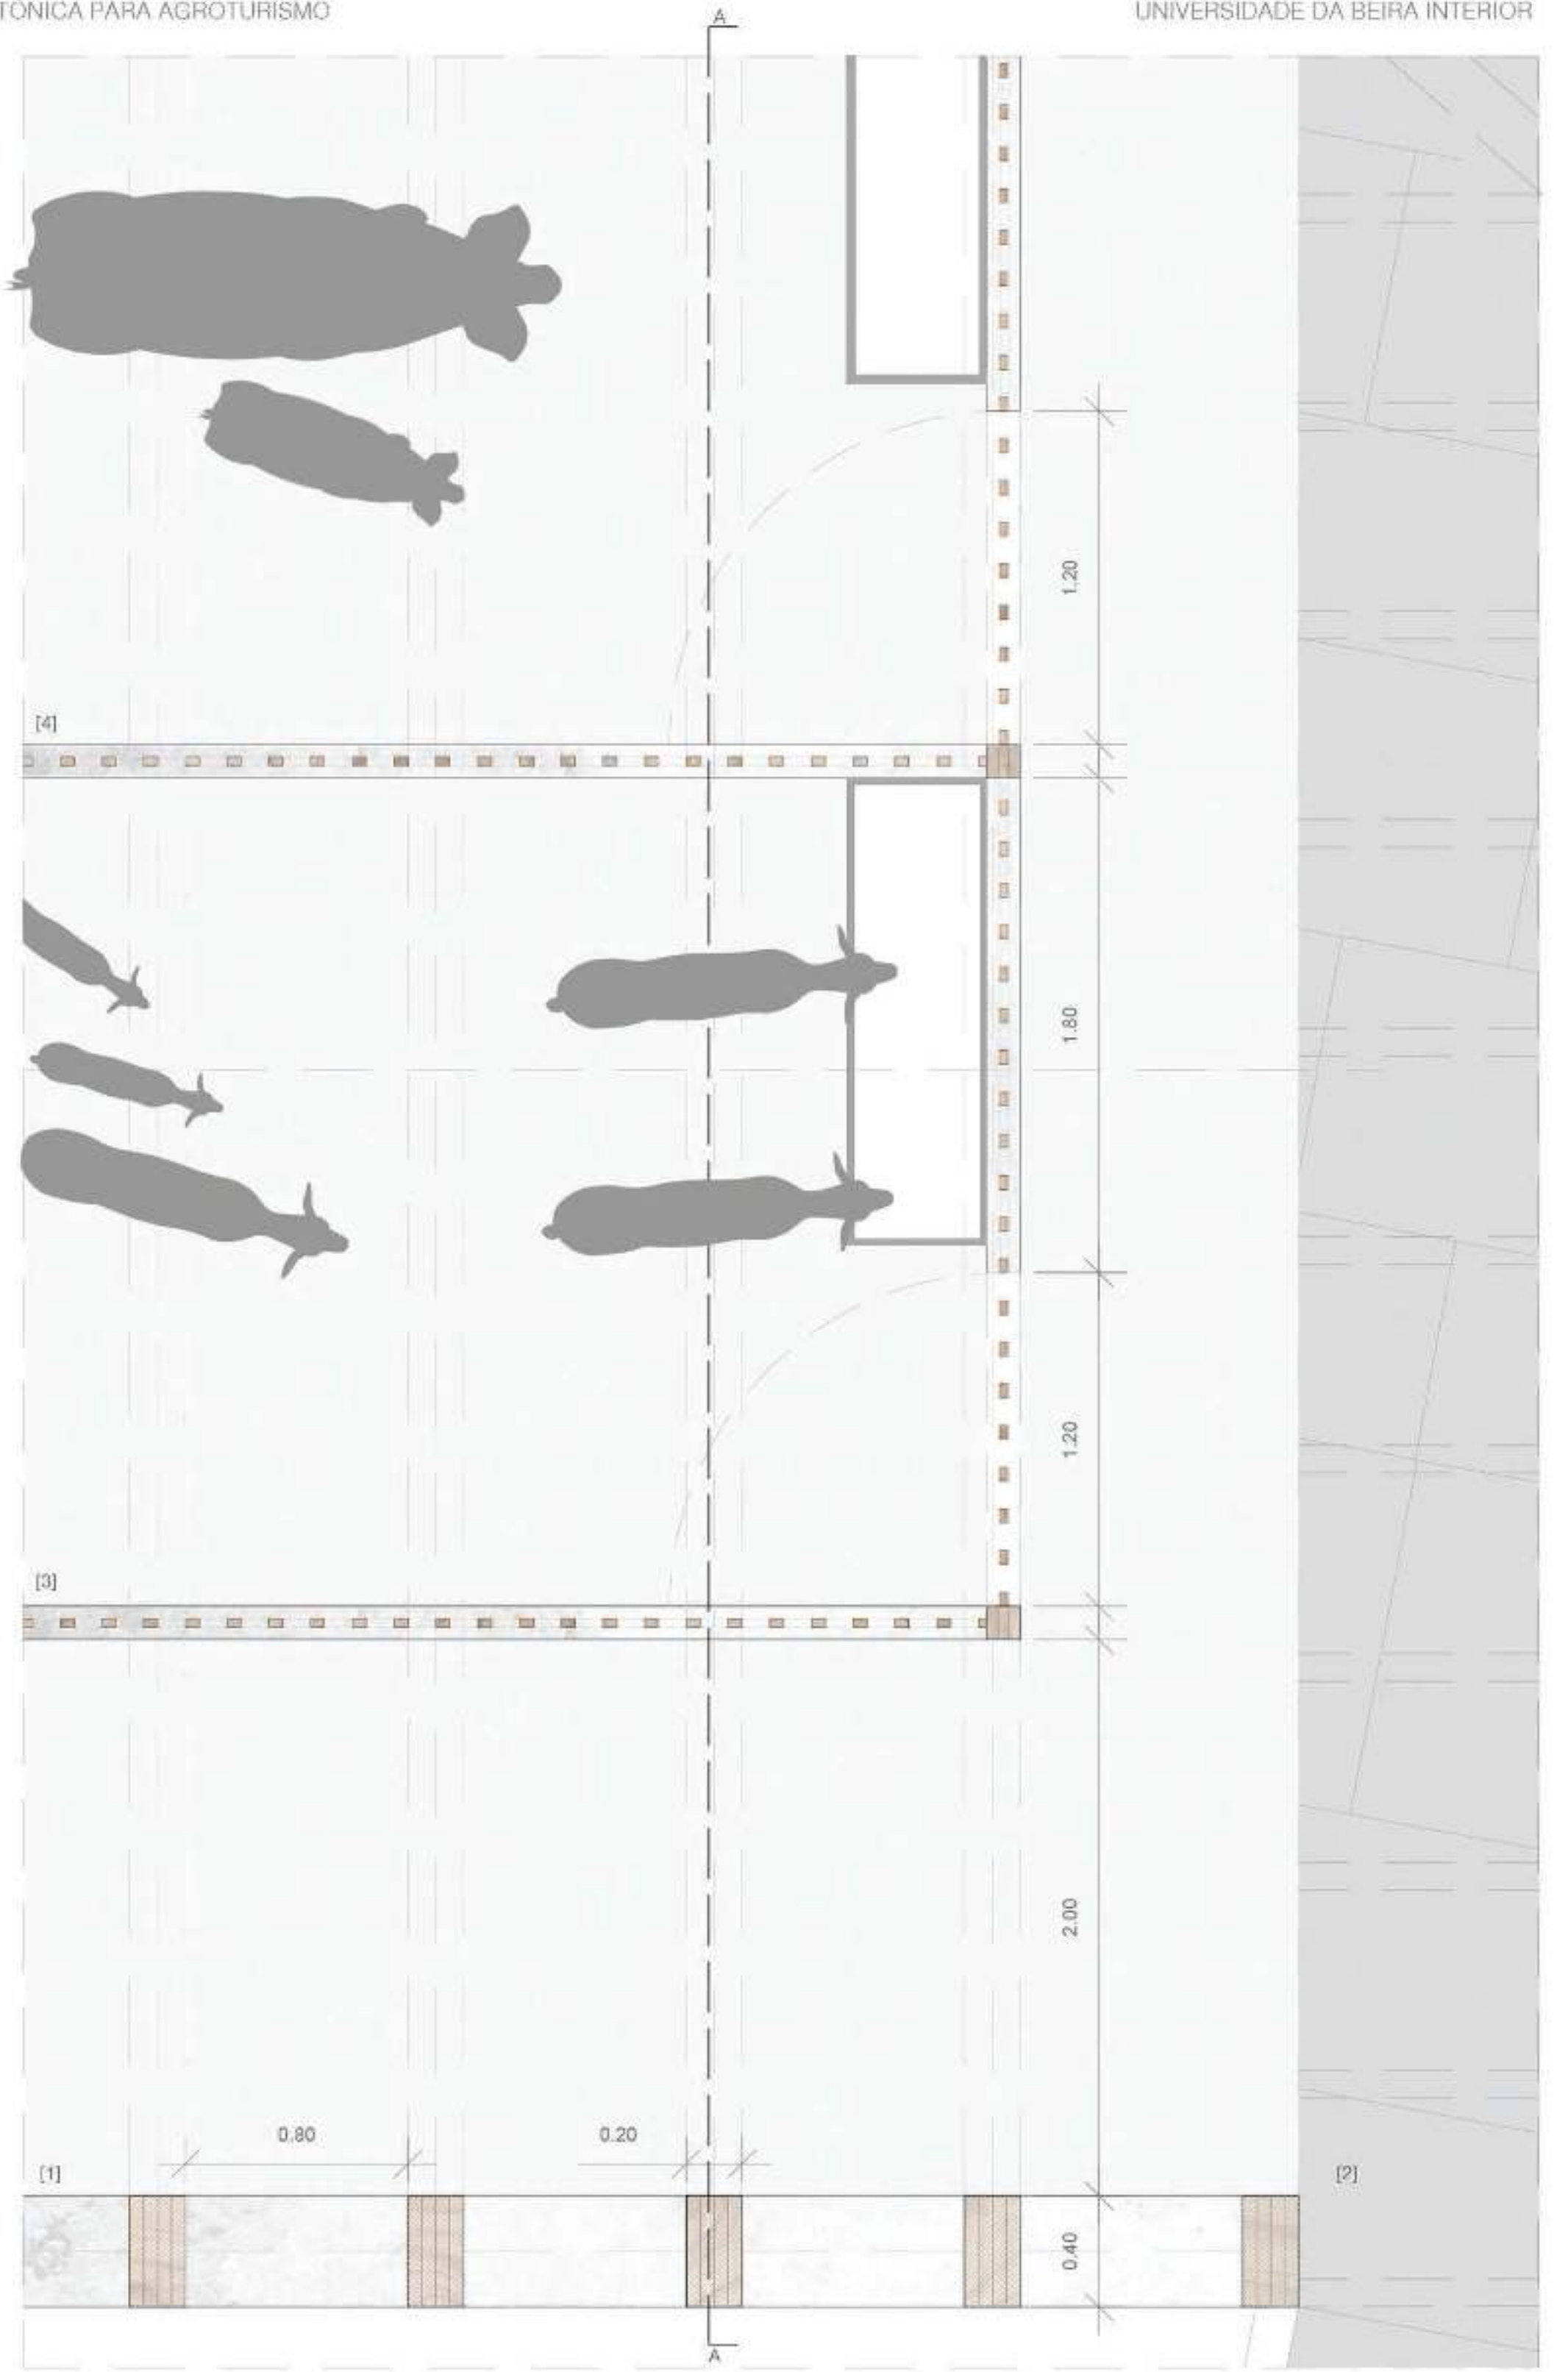 TÓNICA PARA AGROTURISMO
UNIVERSIDADE DA BEIRA INTERIOR
A
1.20
[4]
1.80
1.20
[3]
2.00
0.80
0.20
[1]
[2]
0.40
A